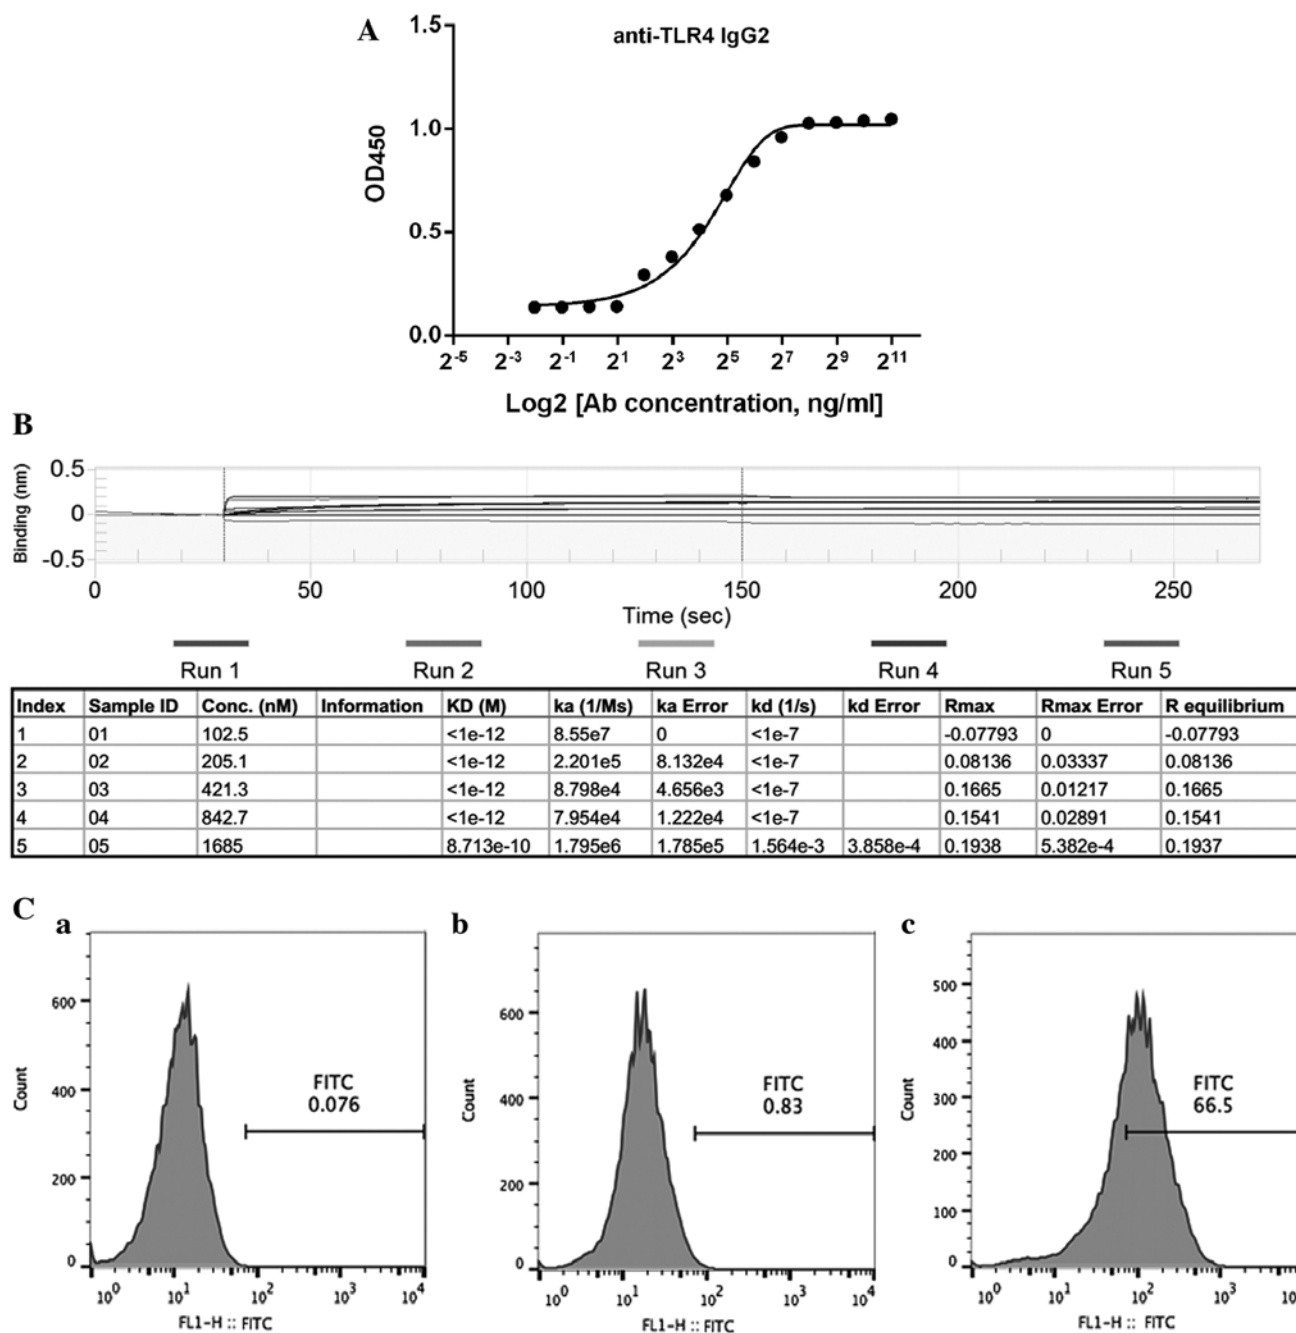 A
anti-TLR4 IgG2
1.5
1.0
0.5
0.0
OD450
2-5 2-3 2-1 21 23 25 27 29 211
Log2 [Ab concentration, ng/ml]
B
Binding (nm)
0.5
0
-0.5
0 50 100 150 200 250
Time (sec)
Run 1 Run 2 Run 3 Run 4 Run 5
Index Sample ID Conc. (nM) Information KD (M) ka (1/Ms) ka Error kd (1/s) kd Error Rmax Rmax Error R equilibrium
1 01 102.5 <1e-12 8.55e7 0 <1e-7 -0.07793 0 -0.07793
2 02 205.1 <1e-12 2.201e5 8.132e4 <1e-7 0.08136 0.03337 0.08136
3 03 421.3 <1e-12 8.798e4 4.656e3 <1e-7 0.1665 0.01217 0.1665
4 04 842.7 <1e-12 7.954e4 1.222e4 <1e-7 0.1541 0.02891 0.1541
5 05 1685 8.713e-10 1.795e6 1.785e5 1.564e-3 3.858e-4 0.1938 5.382e-4 0.1937
C
a
600
400
200
0
Count
FITC
0.076
100 101 102 103 104
FL1-H :: FITC
b
600
400
200
0
Count
FITC
0.83
100 101 102 103 104
FL1-H :: FITC
c
500
400
300
200
100
0
Count
FITC
66.5
100 101 102 103 10
FL1-H :: FITC